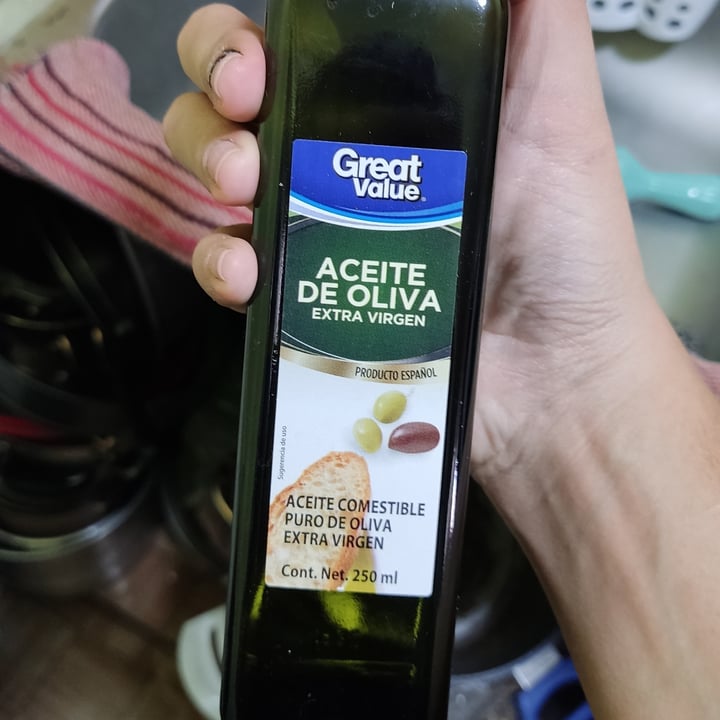 Great
Value
ACEITE
DE OLIVA
EXTRA VIRGEN
PRODUCTO ESPAÑOL
Sugerencia de uso
ACEITE COMESTIBLE
PURO DE OLIVA
EXTRA VIRGEN
Cont. Net. 250 ml